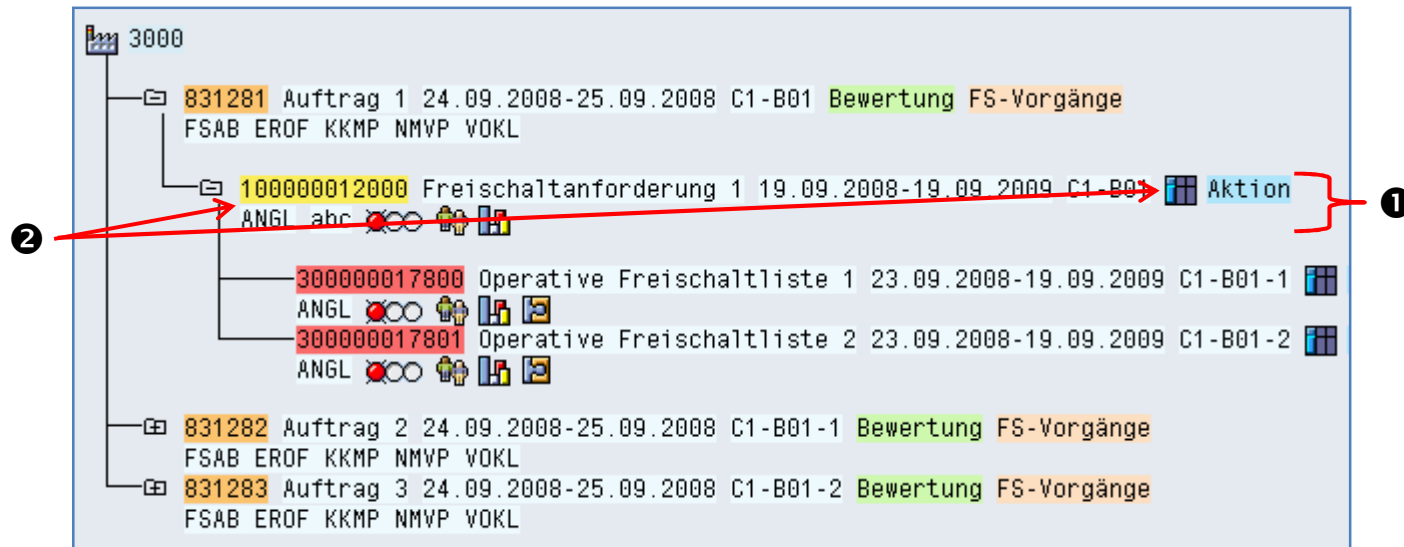 3000
831281 Auftrag 1 24.09.2008-25.09.2008 C1-B01 Bewertung FS-Vorgänge
FSAB EROF KKMP NMVP VOKL
100000012000 Freischaltanforderung 1 19.09.2008-19.09.2009 C1-B01 Aktion
ANGL abc
❶
❷
300000017800 Operative Freischaltliste 1 23.09.2008-19.09.2009 C1-B01-1
ANGL
300000017801 Operative Freischaltliste 2 23.09.2008-19.09.2009 C1-B01-2
ANGL
831282 Auftrag 2 24.09.2008-25.09.2008 C1-B01-1 Bewertung FS-Vorgänge
FSAB EROF KKMP NMVP VOKL
831283 Auftrag 3 24.09.2008-25.09.2008 C1-B01-2 Bewertung FS-Vorgänge
FSAB EROF KKMP NMVP VOKL